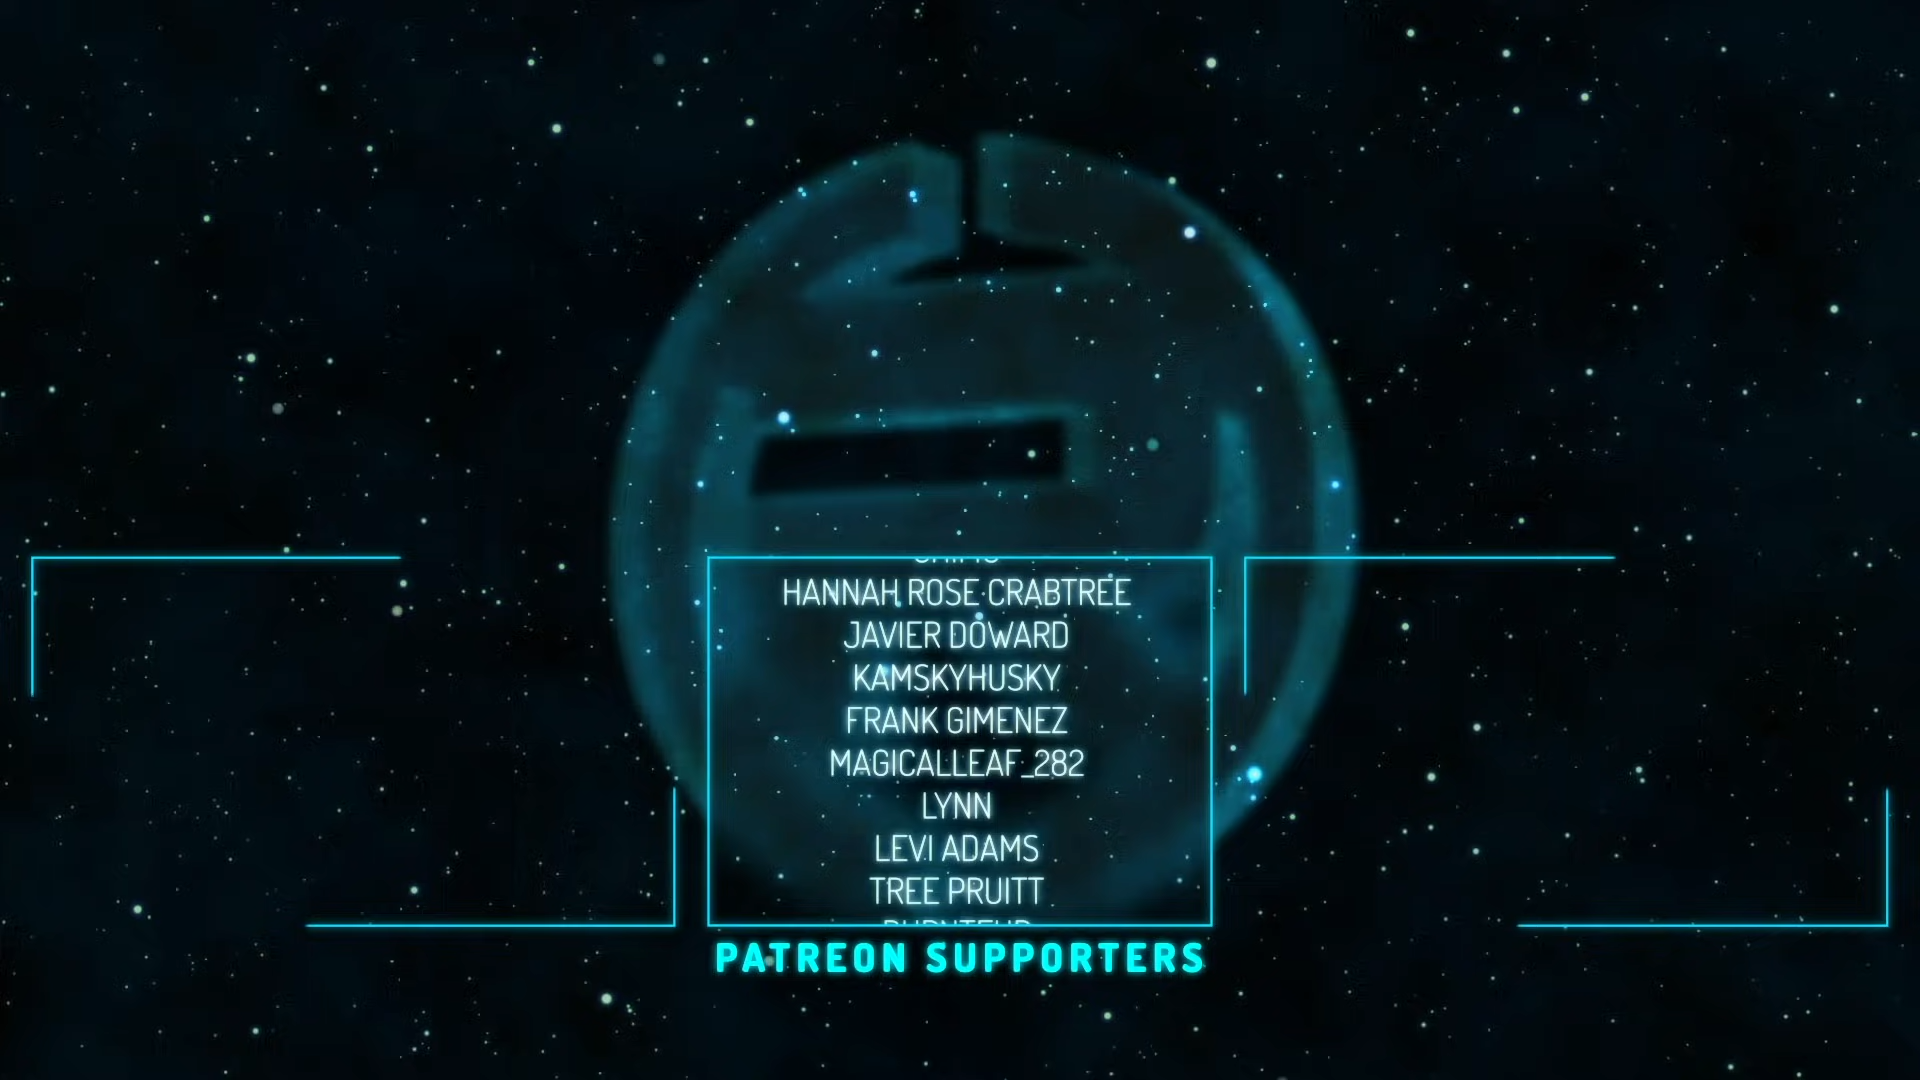 HANNAH ROSE CRABTREE
JAVIER DOWARD
KAMSKYHUSKY
FRANK GIMENEZ
MAGICALLEAF_282
LYNN
LEVI ADAMS
TREE PRUITT
PATREON SUPPORTERS